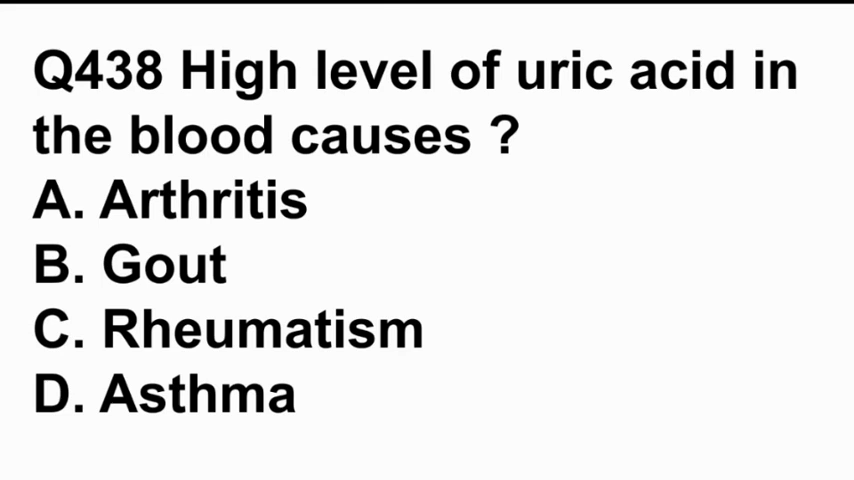 Q438 High level of uric acid in
the blood causes ?
A. Arthritis
B. Gout
C. Rheumatism
D. Asthma